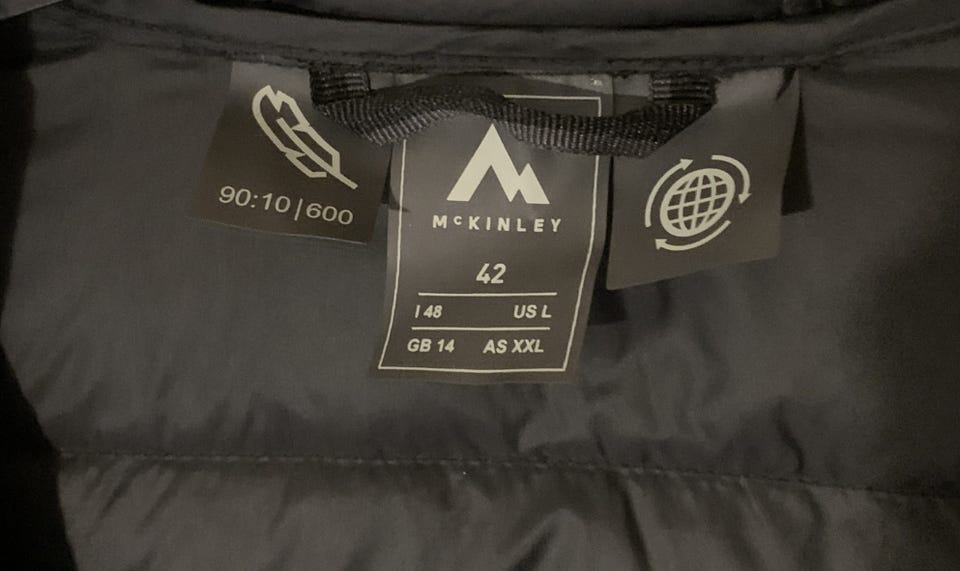 90:10|600
McKINLEY
42
I 48 US L
GB 14 AS XXL